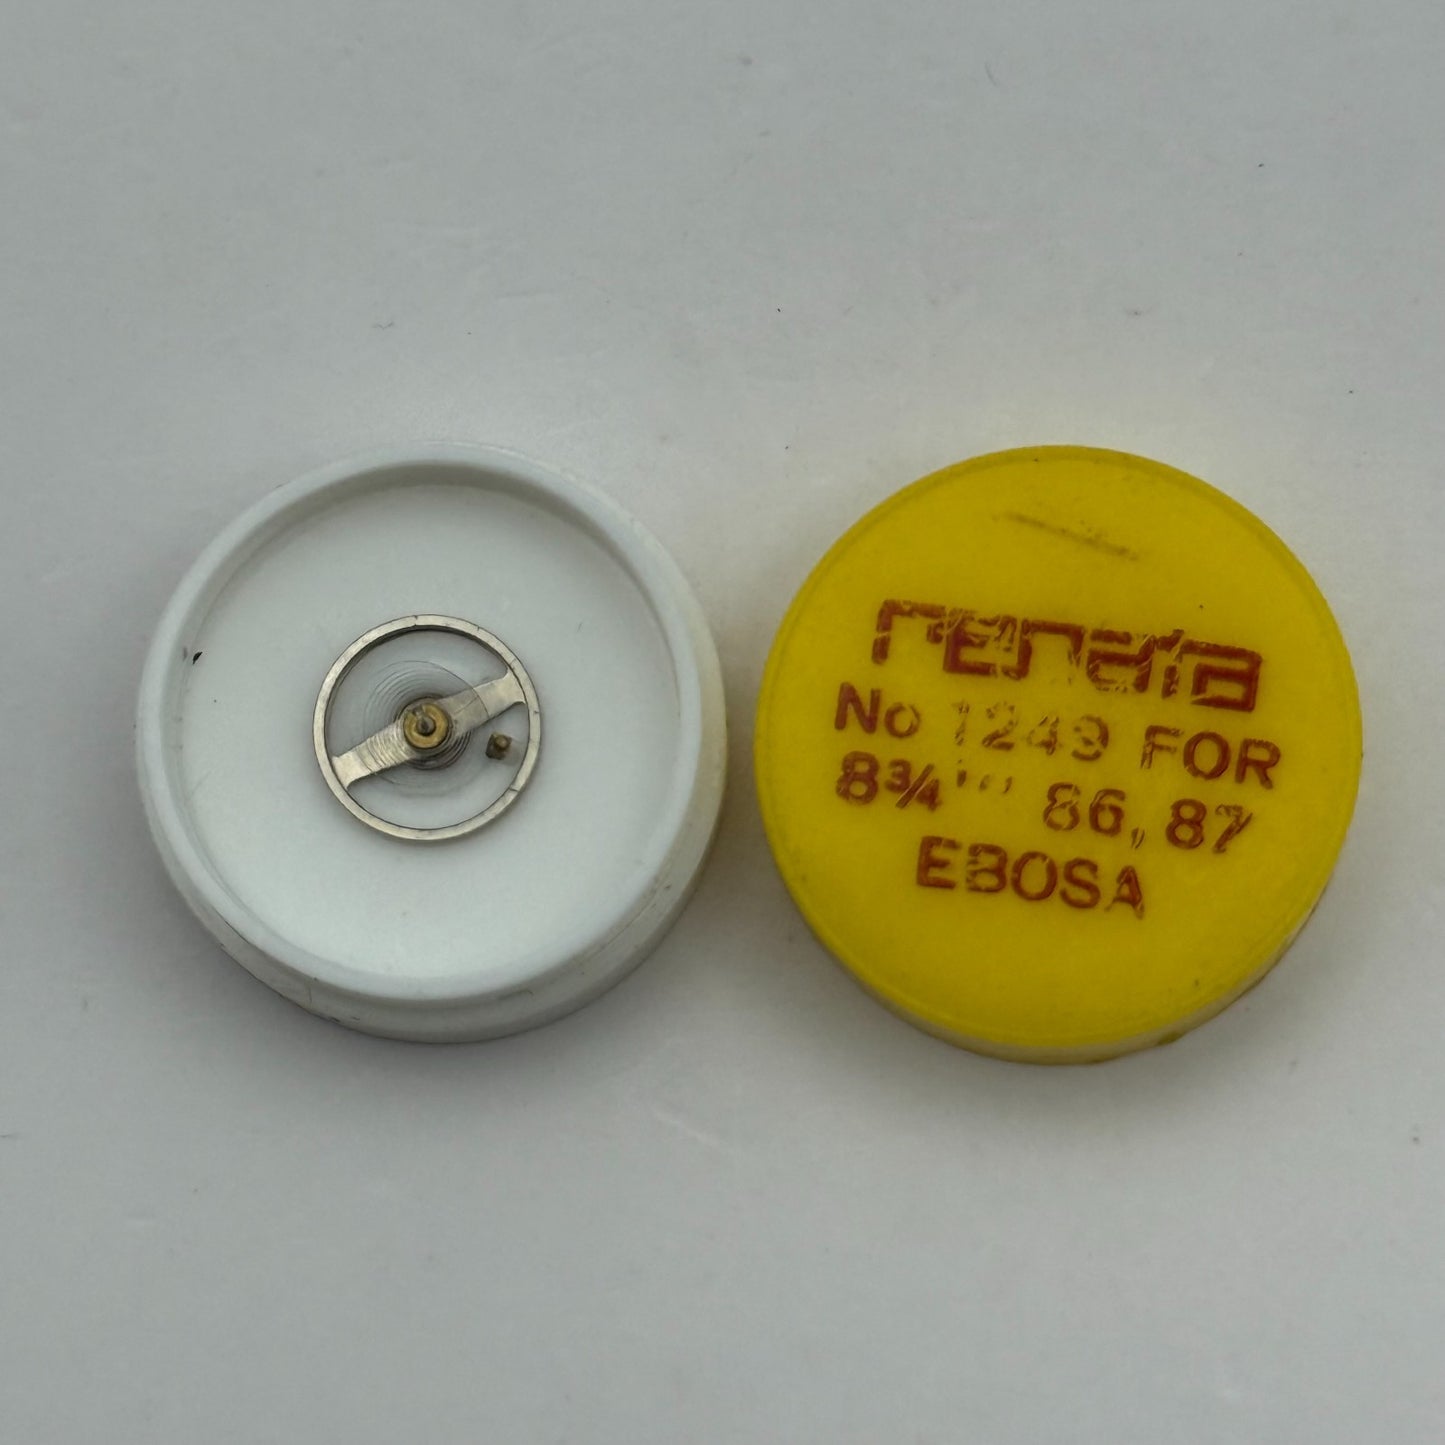 renata
No 1249 FOR
8¾''' 86, 87
EBOSA